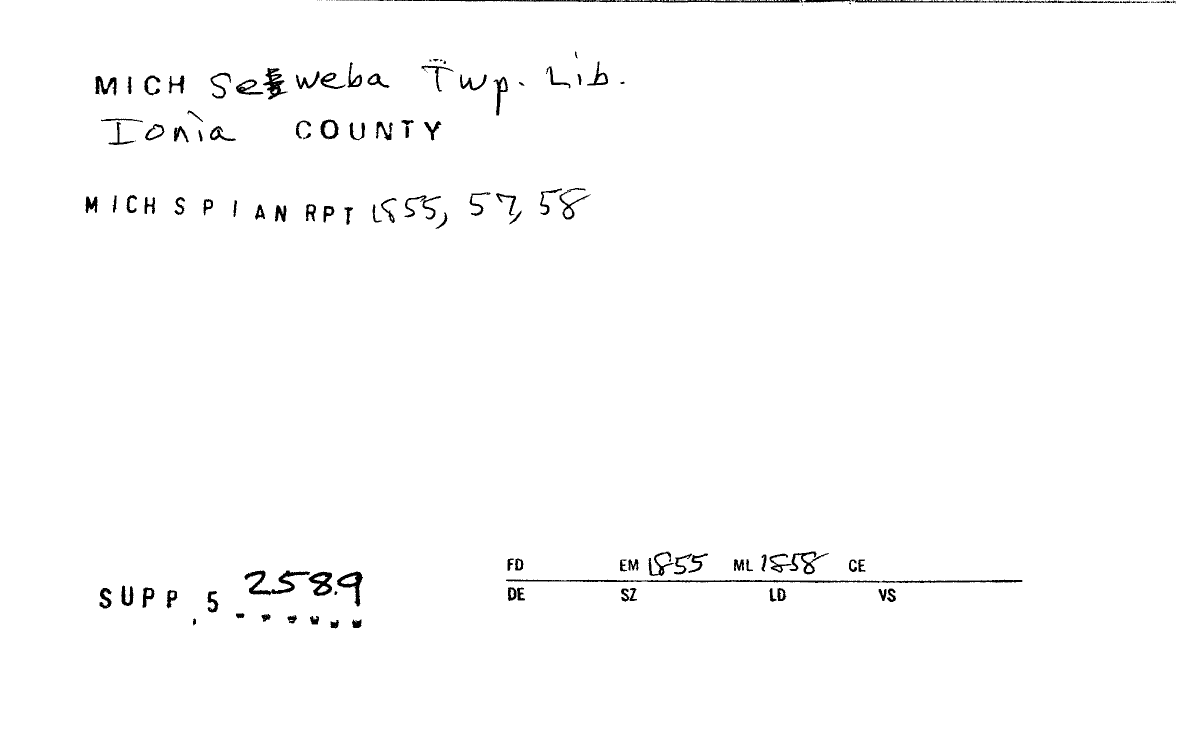 MICH Sebweba Twp. Lib.
Ionia COUNTY
MICH S P I AN RPT 1855, 57, 58
SUPP, 5 2589
FD EM 1855 ML 1858 CE
DE SZ LD VS